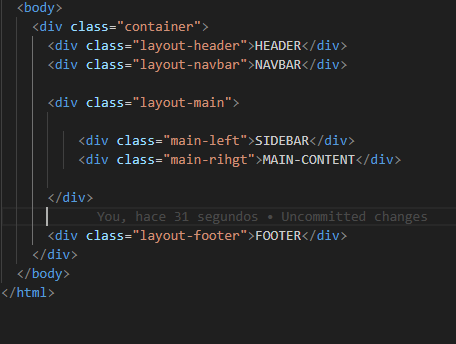 <body>
<div class="container">
<div class="layout-header">HEADER</div>
<div class="layout-navbar">NAVBAR</div>
<div class="layout-main">
<div class="main-left">SIDEBAR</div>
<div class="main-rihgt">MAIN-CONTENT</div>
</div>
You, hace 31 segundos • Uncommitted changes
<div class="layout-footer">FOOTER</div>
</div>
</body>
</html>